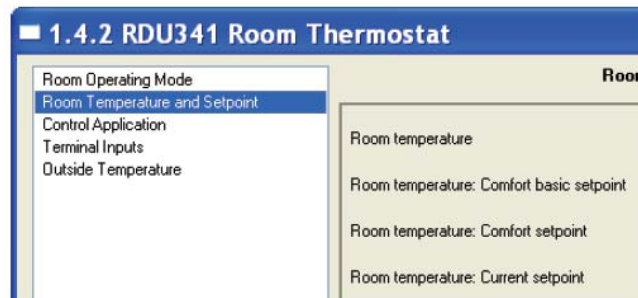 1.4.2 RDU341 Room Thermostat
Room Operating Mode
Room Temperature and Setpoint
Control Application
Terminal Inputs
Outside Temperature
Room temperature
Room temperature: Comfort basic setpoint
Room temperature: Comfort setpoint
Room temperature: Current setpoint